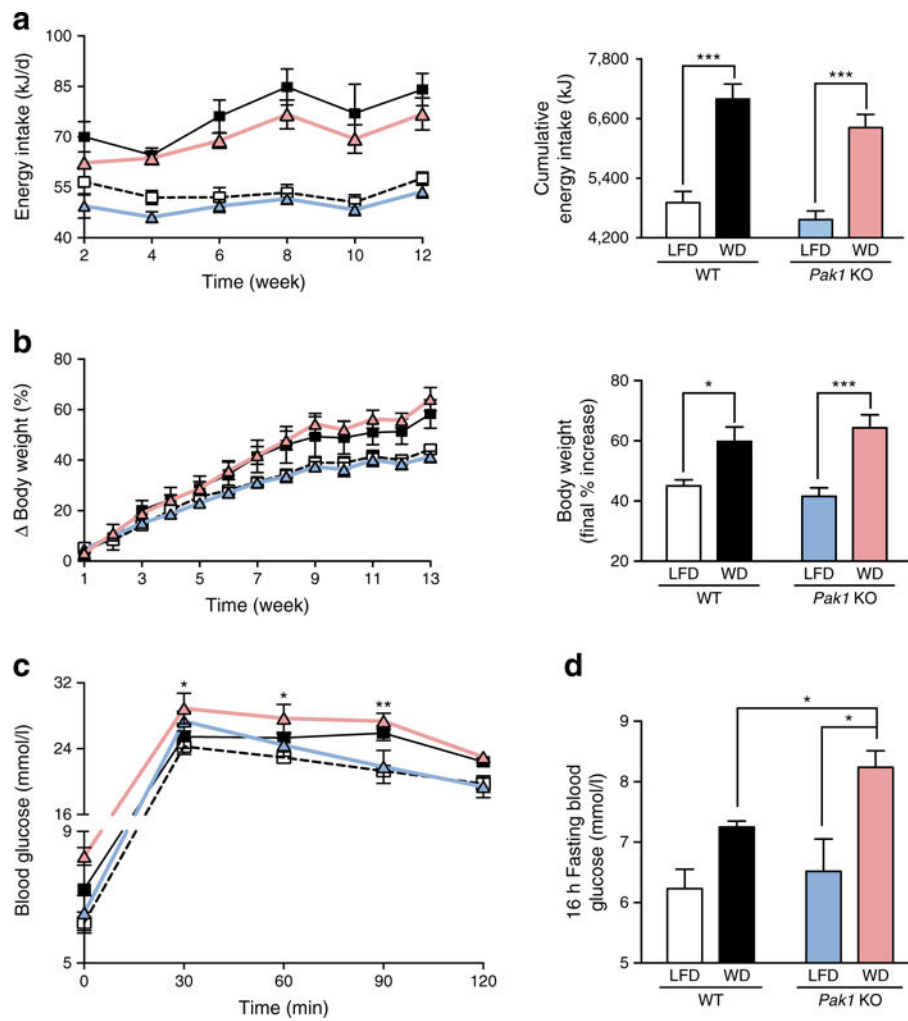 a
100
85
70
55
40
Energy intake (kJ/d)
2 4 6 8 10 12
Time (week)
7,800
6,600
5,400
4,200
Cumulative
energy intake (kJ)
*** ***
LFD WD LFD WD
WT Pak1 KO
b
80
60
40
20
0
Δ Body weight (%)
1 3 5 7 9 11 13
Time (week)
80
60
40
20
Body weight
(final % increase)
* ***
LFD WD LFD WD
WT Pak1 KO
c
32
24
16
9
5
Blood glucose (mmol/l)
* * **
0 30 60 90 120
Time (min)
d
9
8
7
6
5
16 h Fasting blood
glucose (mmol/l)
*
*
LFD WD LFD WD
WT Pak1 KO